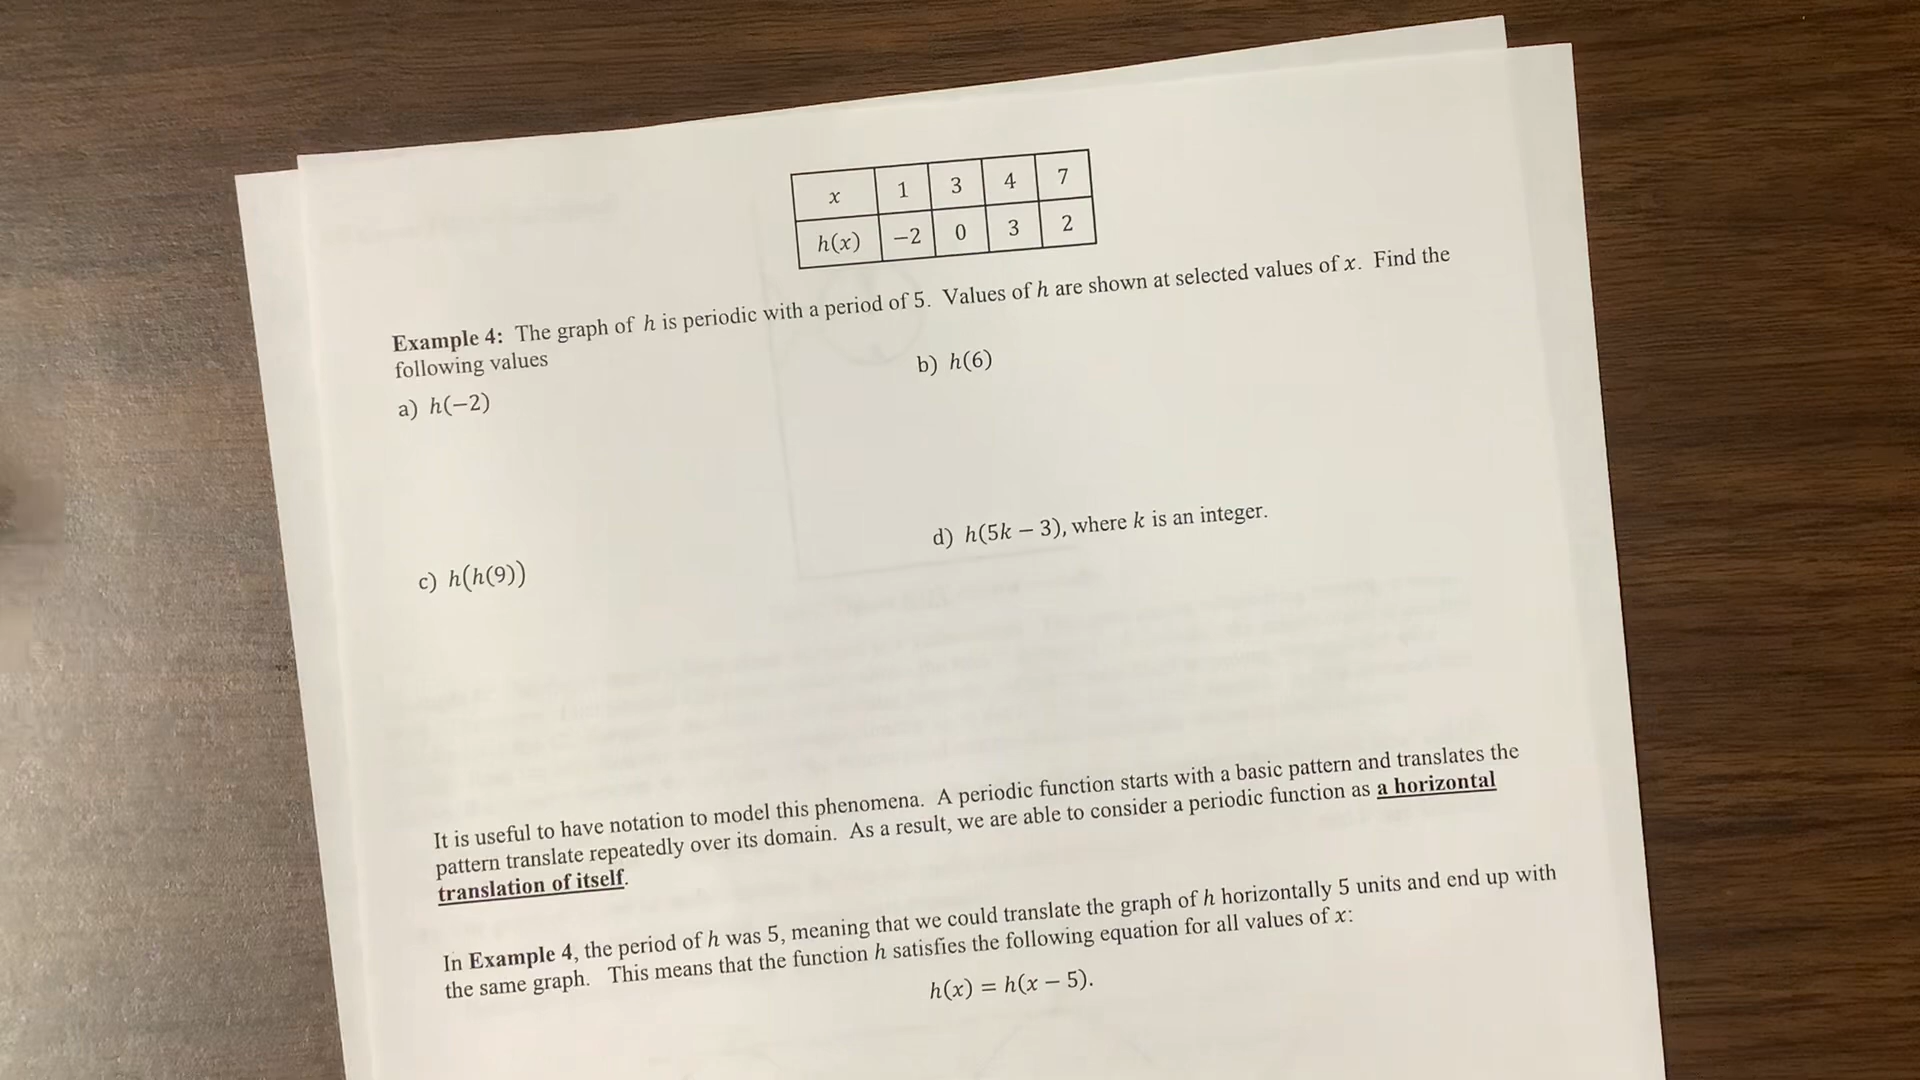 x 1 3 4 7
h(x) −2 0 3 2
Example 4: The graph of h is periodic with a period of 5. Values of h are shown at selected values of x. Find the
following values
a) h(−2)
b) h(6)
c) h(h(9))
d) h(5k − 3), where k is an integer.
It is useful to have notation to model this phenomena. A periodic function starts with a basic pattern and translates the
pattern translate repeatedly over its domain. As a result, we are able to consider a periodic function as a horizontal
translation of itself.
In Example 4, the period of h was 5, meaning that we could translate the graph of h horizontally 5 units and end up with
the same graph. This means that the function h satisfies the following equation for all values of x:
h(x) = h(x − 5).